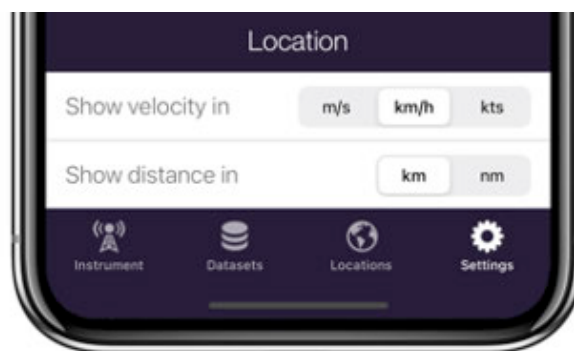 Location
Show velocity in m/s km/h kts
Show distance in km nm
Instrument Datasets Locations Settings